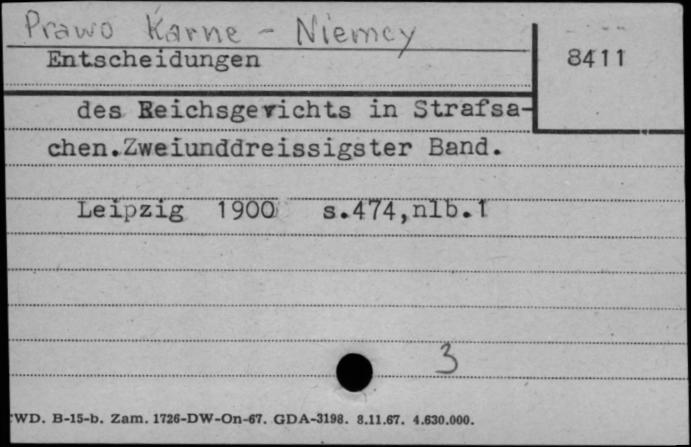 Prawo Karne - Niemcy
Entscheidungen
8411
des Reichsgerichts in Strafsa-
chen.Zweiunddreissigster Band.
Leipzig 1900 s.474,nlb.1
3
WD. B-15-b. Zam. 1726-DW-On-67. GDA-3198. 8.11.67. 4.630.000.